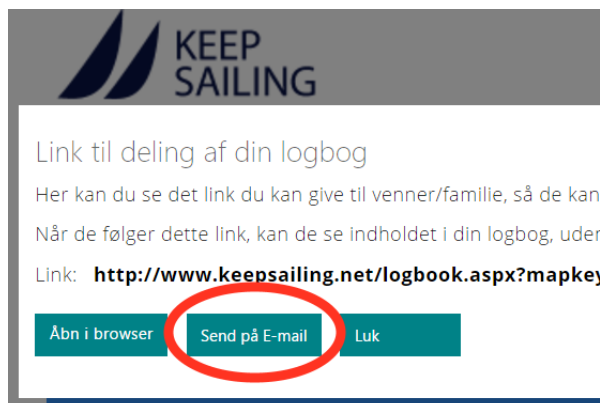 KEEP
SAILING
Link til deling af din logbog
Her kan du se det link du kan give til venner/familie, så de kan
Når de følger dette link, kan de se indholdet i din logbog, uden
Link: http://www.keepsailing.net/logbook.aspx?mapkey
Åbn i browser
Send på E-mail
Luk